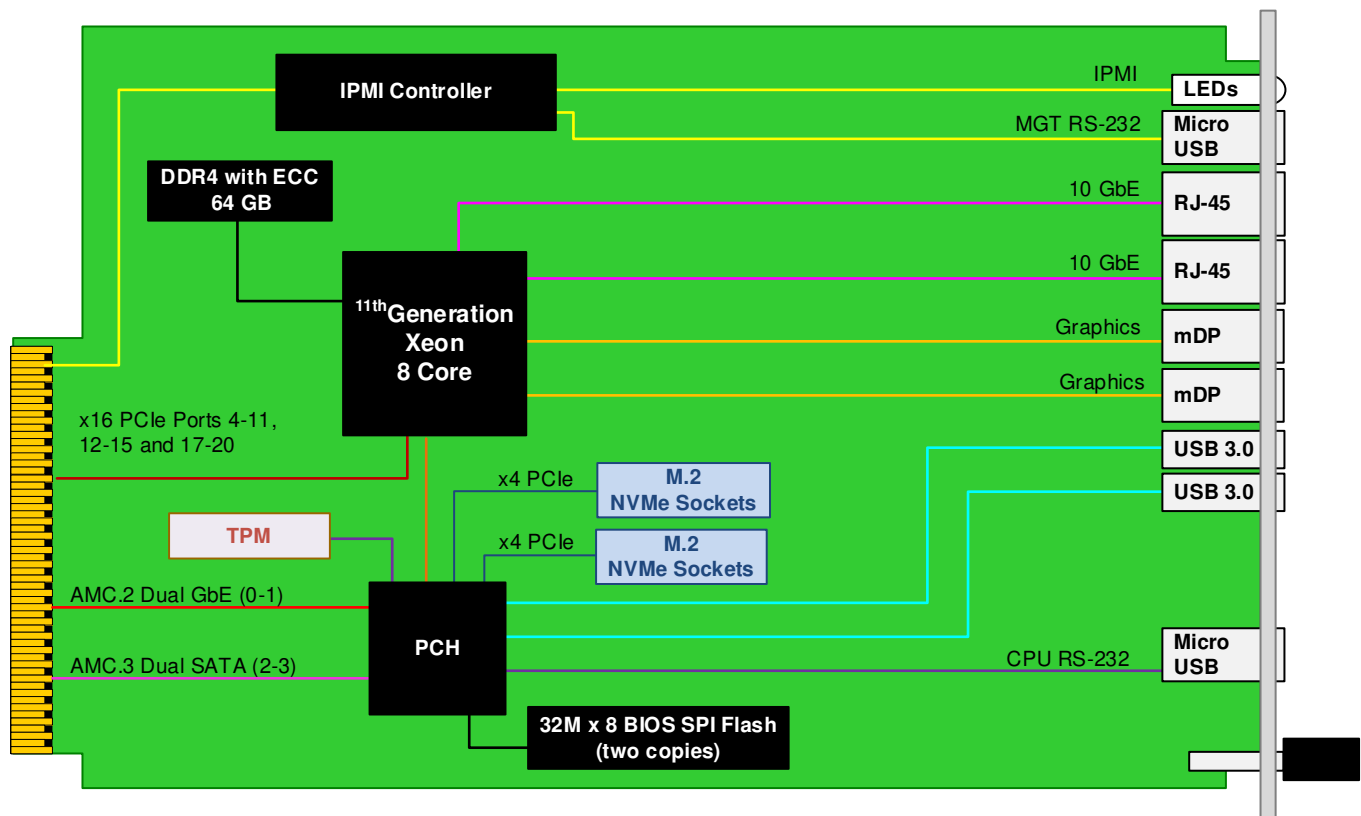 IPMI Controller
IPMI
LEDs
MGT RS-232
Micro
USB
DDR4 with ECC
64 GB
10 GbE
RJ-45
10 GbE
RJ-45
11thGeneration
Xeon
8 Core
Graphics
mDP
Graphics
mDP
x16 PCIe Ports 4-11,
12-15 and 17-20
USB 3.0
USB 3.0
x4 PCIe
M.2
NVMe Sockets
TPM
x4 PCIe
M.2
NVMe Sockets
AMC.2 Dual GbE (0-1)
PCH
AMC.3 Dual SATA (2-3)
CPU RS-232
Micro
USB
32M x 8 BIOS SPI Flash
(two copies)